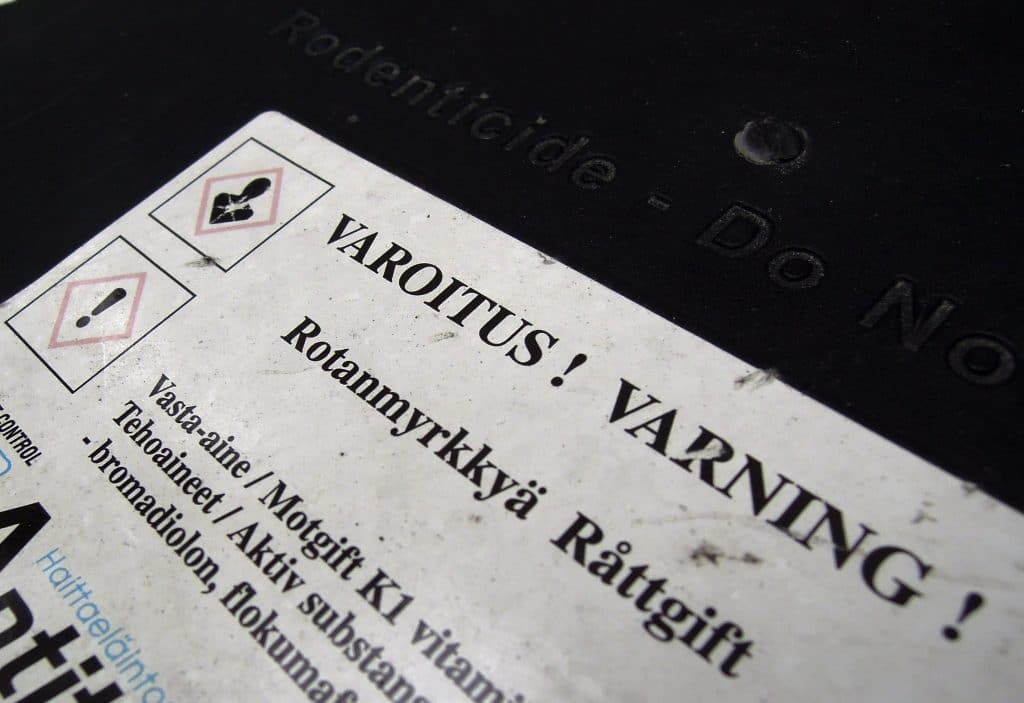 Rodenticide - Do No
VAROITUS! VARNING!
Rotanmyrkkyä Råttgift
Vasta-aine / Motgift K1 vitami
Tehoaineet / Aktiv substans
- bromadiolon, flokumaf
CONTROL
Haittaeläinto